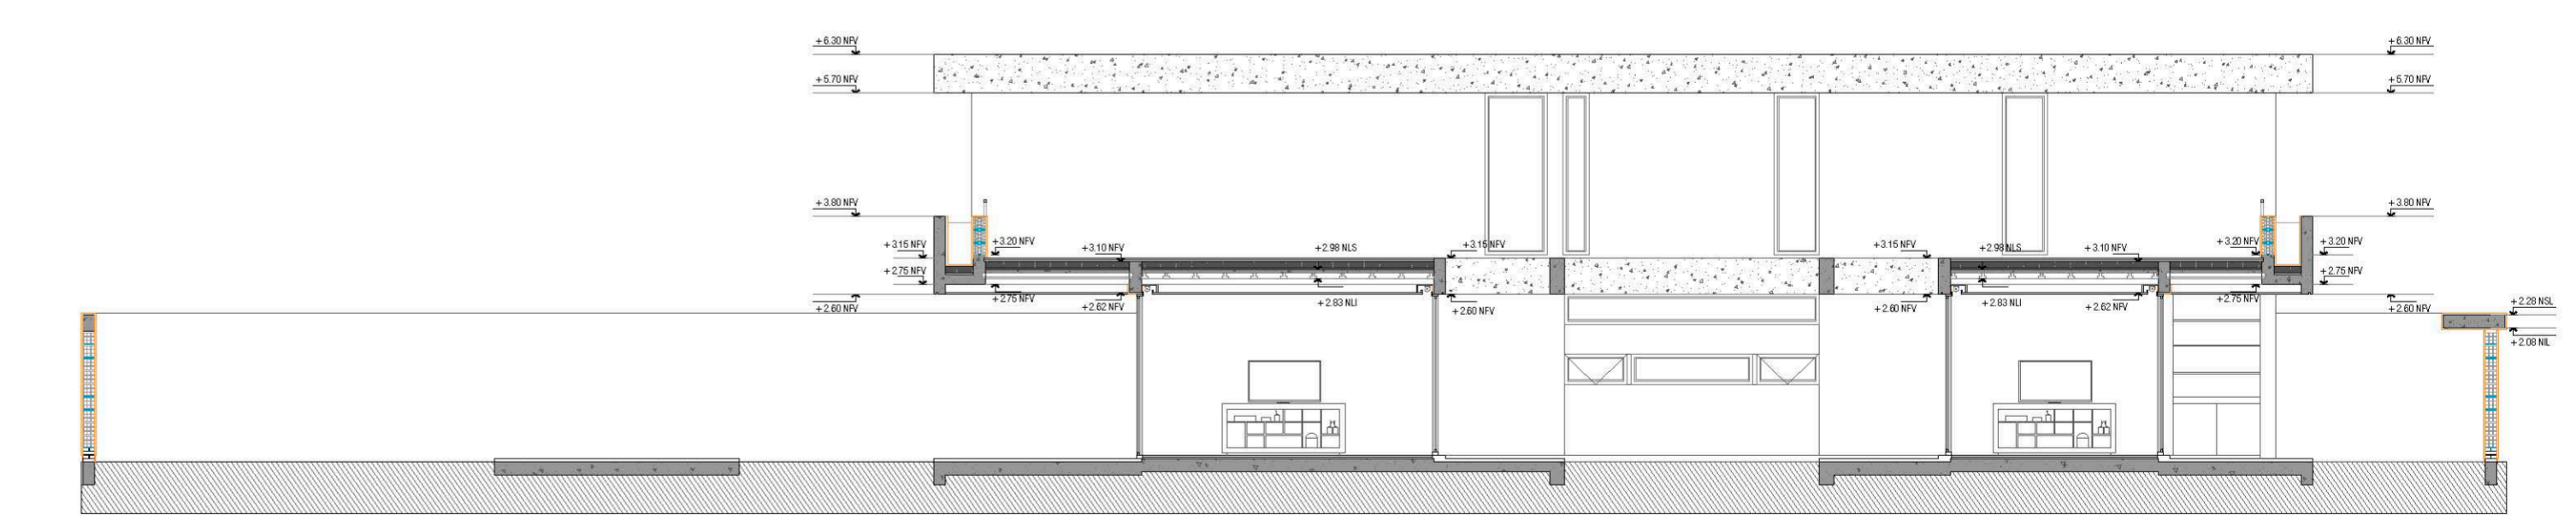 +6.30 NFV
+6.30 NFV
+5.70 NFV
+5.70 NFV
+3.80 NFV
+3.80 NFV
+3.15 NFV
+3.20 NFV
+3.10 NFV
+2.98 NLS
+3.15 NFV
+3.15 NFV
+2.98 NLS
+3.10 NFV
+3.20 NFV
+3.20 NFV
+2.75 NFV
+2.75 NFV
+2.75 NFV
+2.75 NFV
+2.60 NFV
+2.62 NFV
+2.83 NLI
+2.60 NFV
+2.60 NFV
+2.83 NLI
+2.62 NFV
+2.60 NFV
+2.28 NSL
+2.08 NIL